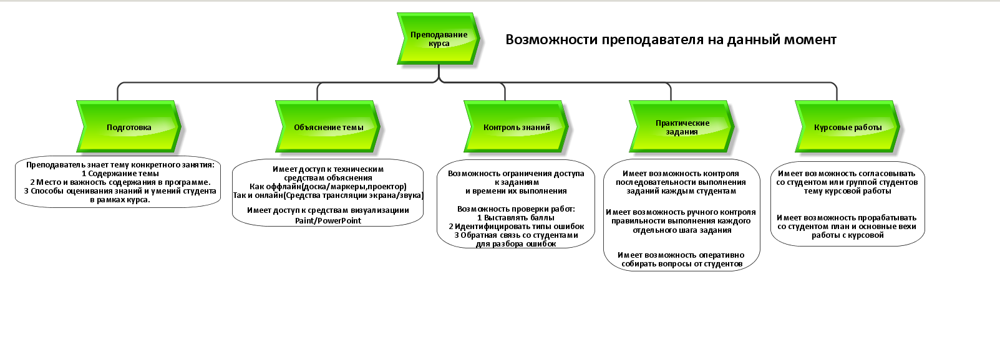 Преподавание
курса
Возможности преподавателя на данный момент
Подготовка
Объяснение темы
Контроль знаний
Практические
задания
Курсовые работы
Преподаватель знает тему конкретного занятия:
1 Содержание темы
2 Место и важность содержания в программе.
3 Способы оценивания знаний и умений студента
в рамках курса.
Имеет доступ к техническим
средствам объяснения
Как оффлайн(доска/маркеры,проектор)
Так и онлайн(Средства трансляции экрана/звука)
Имеет доступ к средствам визуализациии
Paint/PowerPoint
Возможность ограничения доступа
к заданиям
и времени их выполнения
Возможность проверки работ:
1 Выставлять баллы
2 Идентифицировать типы ошибок
3 Обратная связь со студентами
для разбора ошибок
Имеет возможность контроля
последовательности выполнения
заданий каждым студентам
Имеет возможность ручного контроля
правильности выполнения каждого
отдельного шага задания
Имеет возможность оперативно
собирать вопросы от студентов
Имеет возможность согласовывать
со студентом или группой студентов
тему курсовой работы
Имеет возможность прорабатывать
со студентом план и основные вехи
работы с курсовой